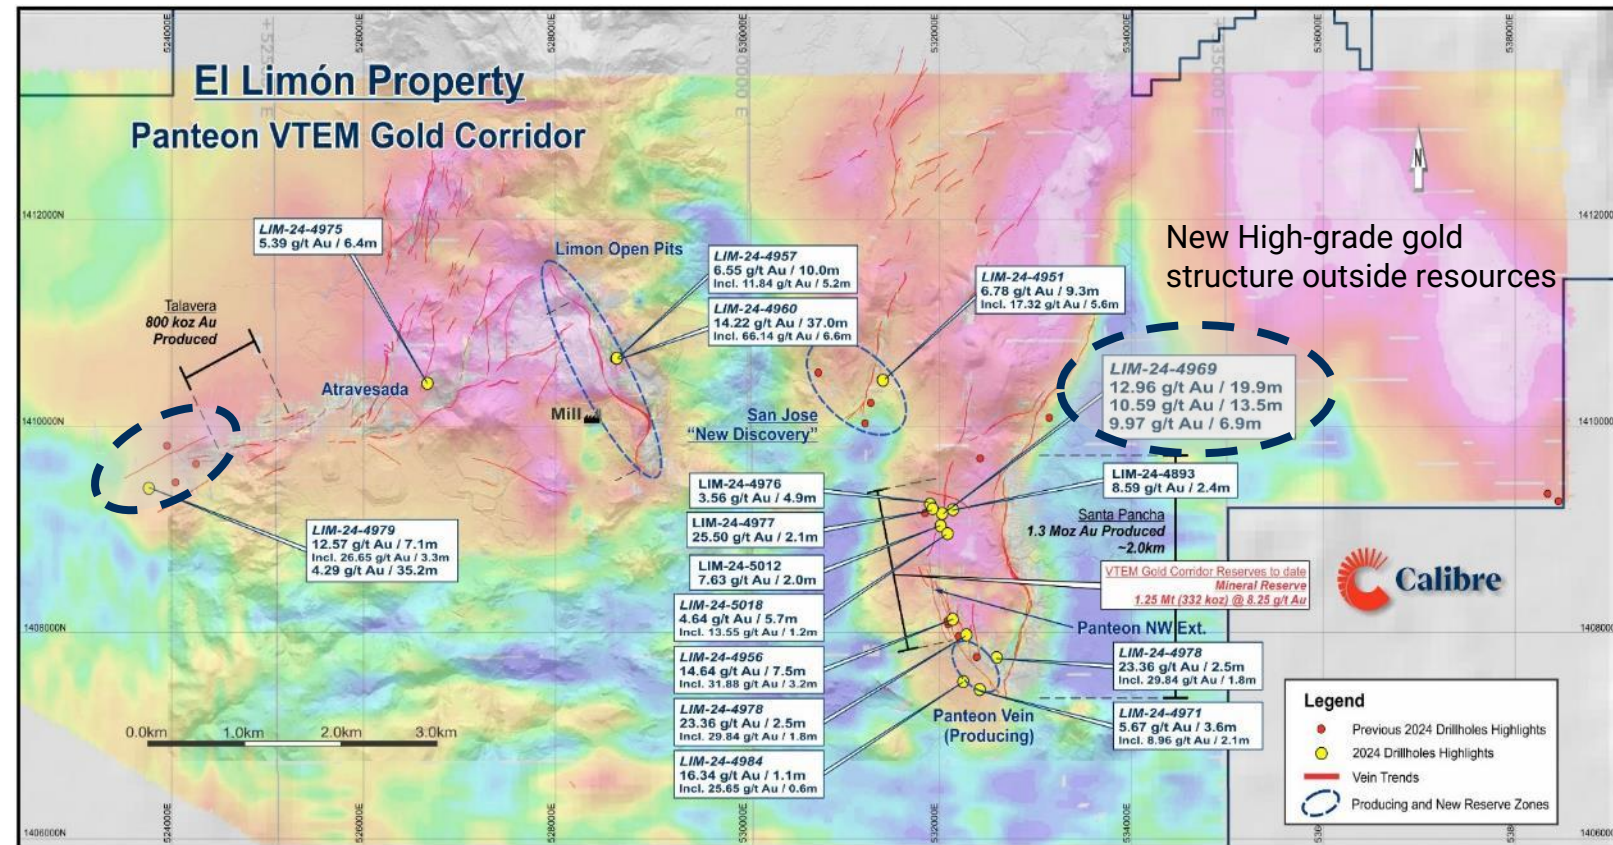 524000E
526000E
528000E
530000E
532000E
534000E
536000E
538000E
El Limón Property
Panteon VTEM Gold Corridor
N
1412000N
LIM-24-4975
5.39 g/t Au / 6.4m
Limon Open Pits
LIM-24-4957
6.55 g/t Au / 10.0m
Incl. 11.84 g/t Au / 5.2m
LIM-24-4960
14.22 g/t Au / 37.0m
Incl. 66.14 g/t Au / 6.6m
LIM-24-4951
6.78 g/t Au / 9.3m
Incl. 17.32 g/t Au / 5.6m
New High-grade gold
structure outside resources
Talavera
800 koz Au
Produced
Atravesada
Mill
San Jose
"New Discovery"
LIM-24-4969
12.96 g/t Au / 19.9m
10.59 g/t Au / 13.5m
9.97 g/t Au / 6.9m
1410000N
LIM-24-4979
12.57 g/t Au / 7.1m
Incl. 26.65 g/t Au / 3.3m
4.29 g/t Au / 35.2m
LIM-24-4976
3.56 g/t Au / 4.9m
LIM-24-4977
25.50 g/t Au / 2.1m
LIM-24-5012
7.63 g/t Au / 2.0m
LIM-24-5018
4.64 g/t Au / 5.7m
Incl. 13.55 g/t Au / 1.2m
LIM-24-4956
14.64 g/t Au / 7.5m
Incl. 31.88 g/t Au / 3.2m
LIM-24-4978
23.36 g/t Au / 2.5m
Incl. 29.84 g/t Au / 1.8m
LIM-24-4984
16.34 g/t Au / 1.1m
Incl. 25.65 g/t Au / 0.6m
LIM-24-4893
8.59 g/t Au / 2.4m
Santa Pancha
1.3 Moz Au Produced
~2.0km
VTEM Gold Corridor Reserves to date
Mineral Reserve
1.25 Mt (332 koz) @ 8.25 g/t Au
Calibre
Panteon NW Ext.
LIM-24-4978
23.36 g/t Au / 2.5m
Incl. 29.84 g/t Au / 1.8m
LIM-24-4971
5.67 g/t Au / 3.6m
Incl. 8.96 g/t Au / 2.1m
Panteon Vein
(Producing)
1408000N
0.0km
1.0km
2.0km
3.0km
Legend
Previous 2024 Drillholes Highlights
2024 Drillholes Highlights
Vein Trends
Producing and New Reserve Zones
1406000N
524000E
526000E
528000E
530000E
532000E
534000E